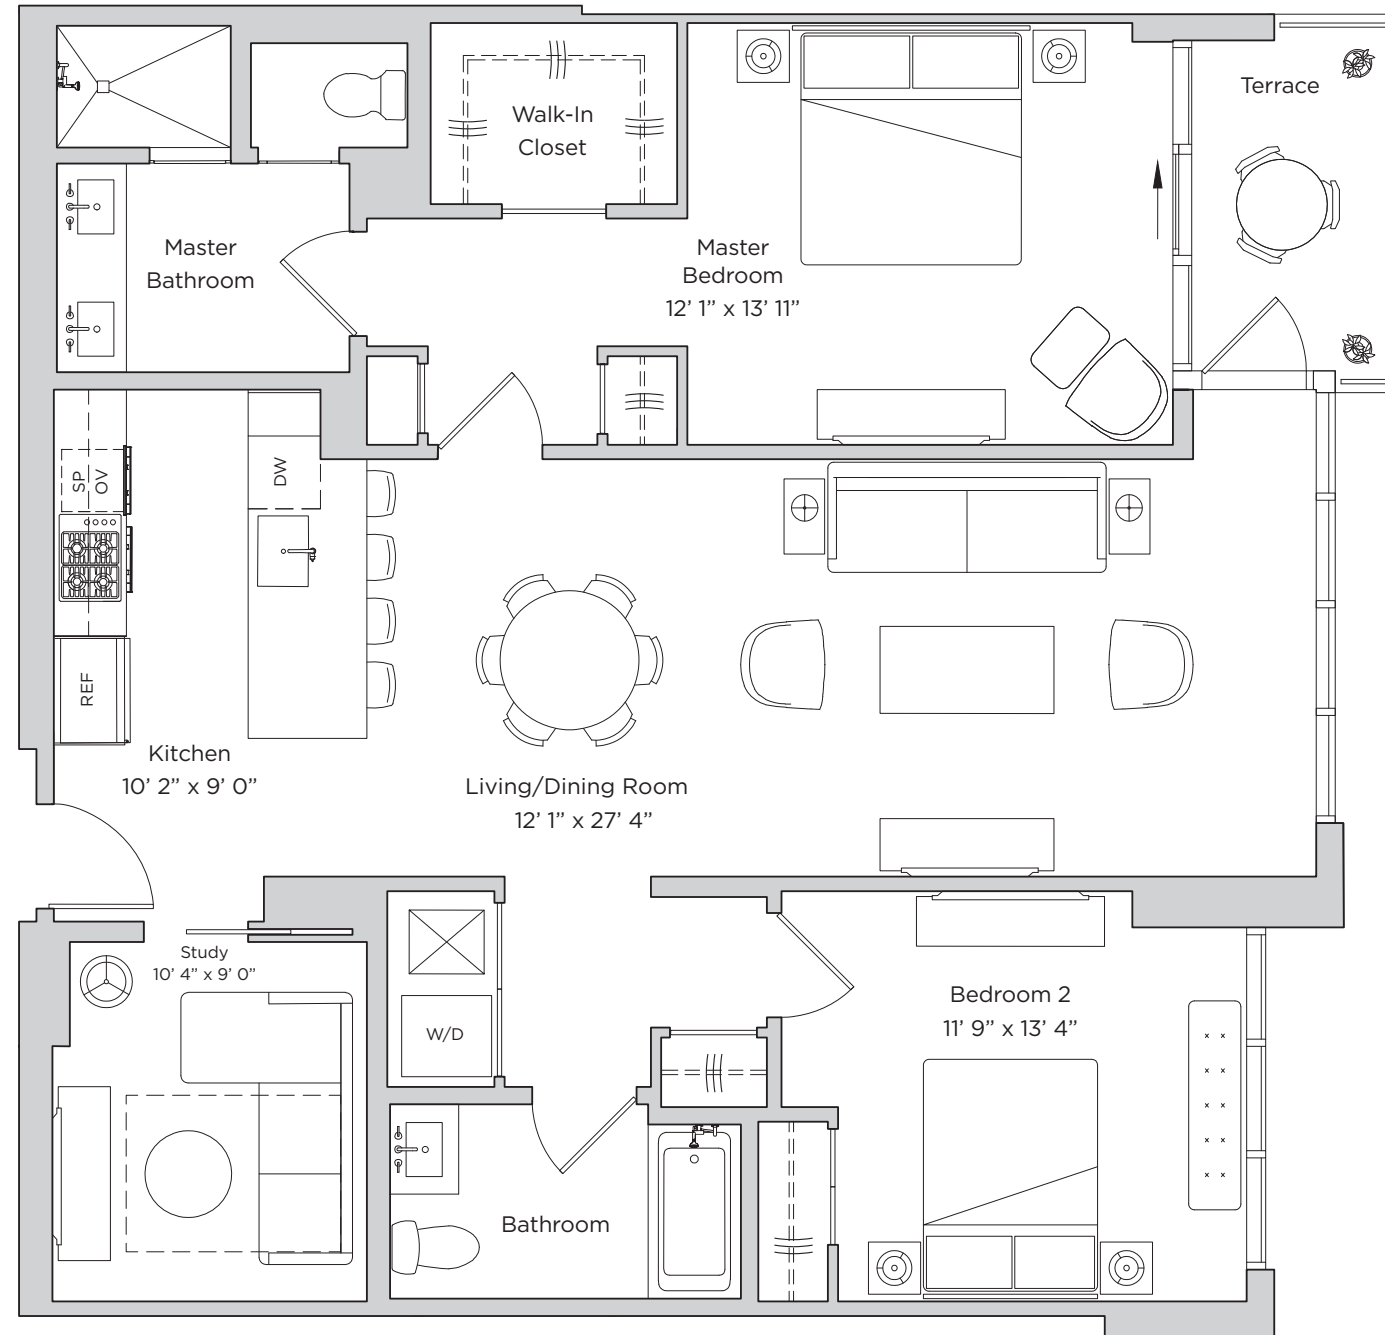 Walk-In
Closet
Terrace
Master
Bathroom
Master
Bedroom
12’ 1” x 13’ 11”
SP
OV
DW
REF
Kitchen
10’ 2” x 9’ 0”
Living/Dining Room
12’ 1” x 27’ 4”
Study
10’ 4” x 9’ 0”
W/D
Bedroom 2
11’ 9” x 13’ 4”
Bathroom